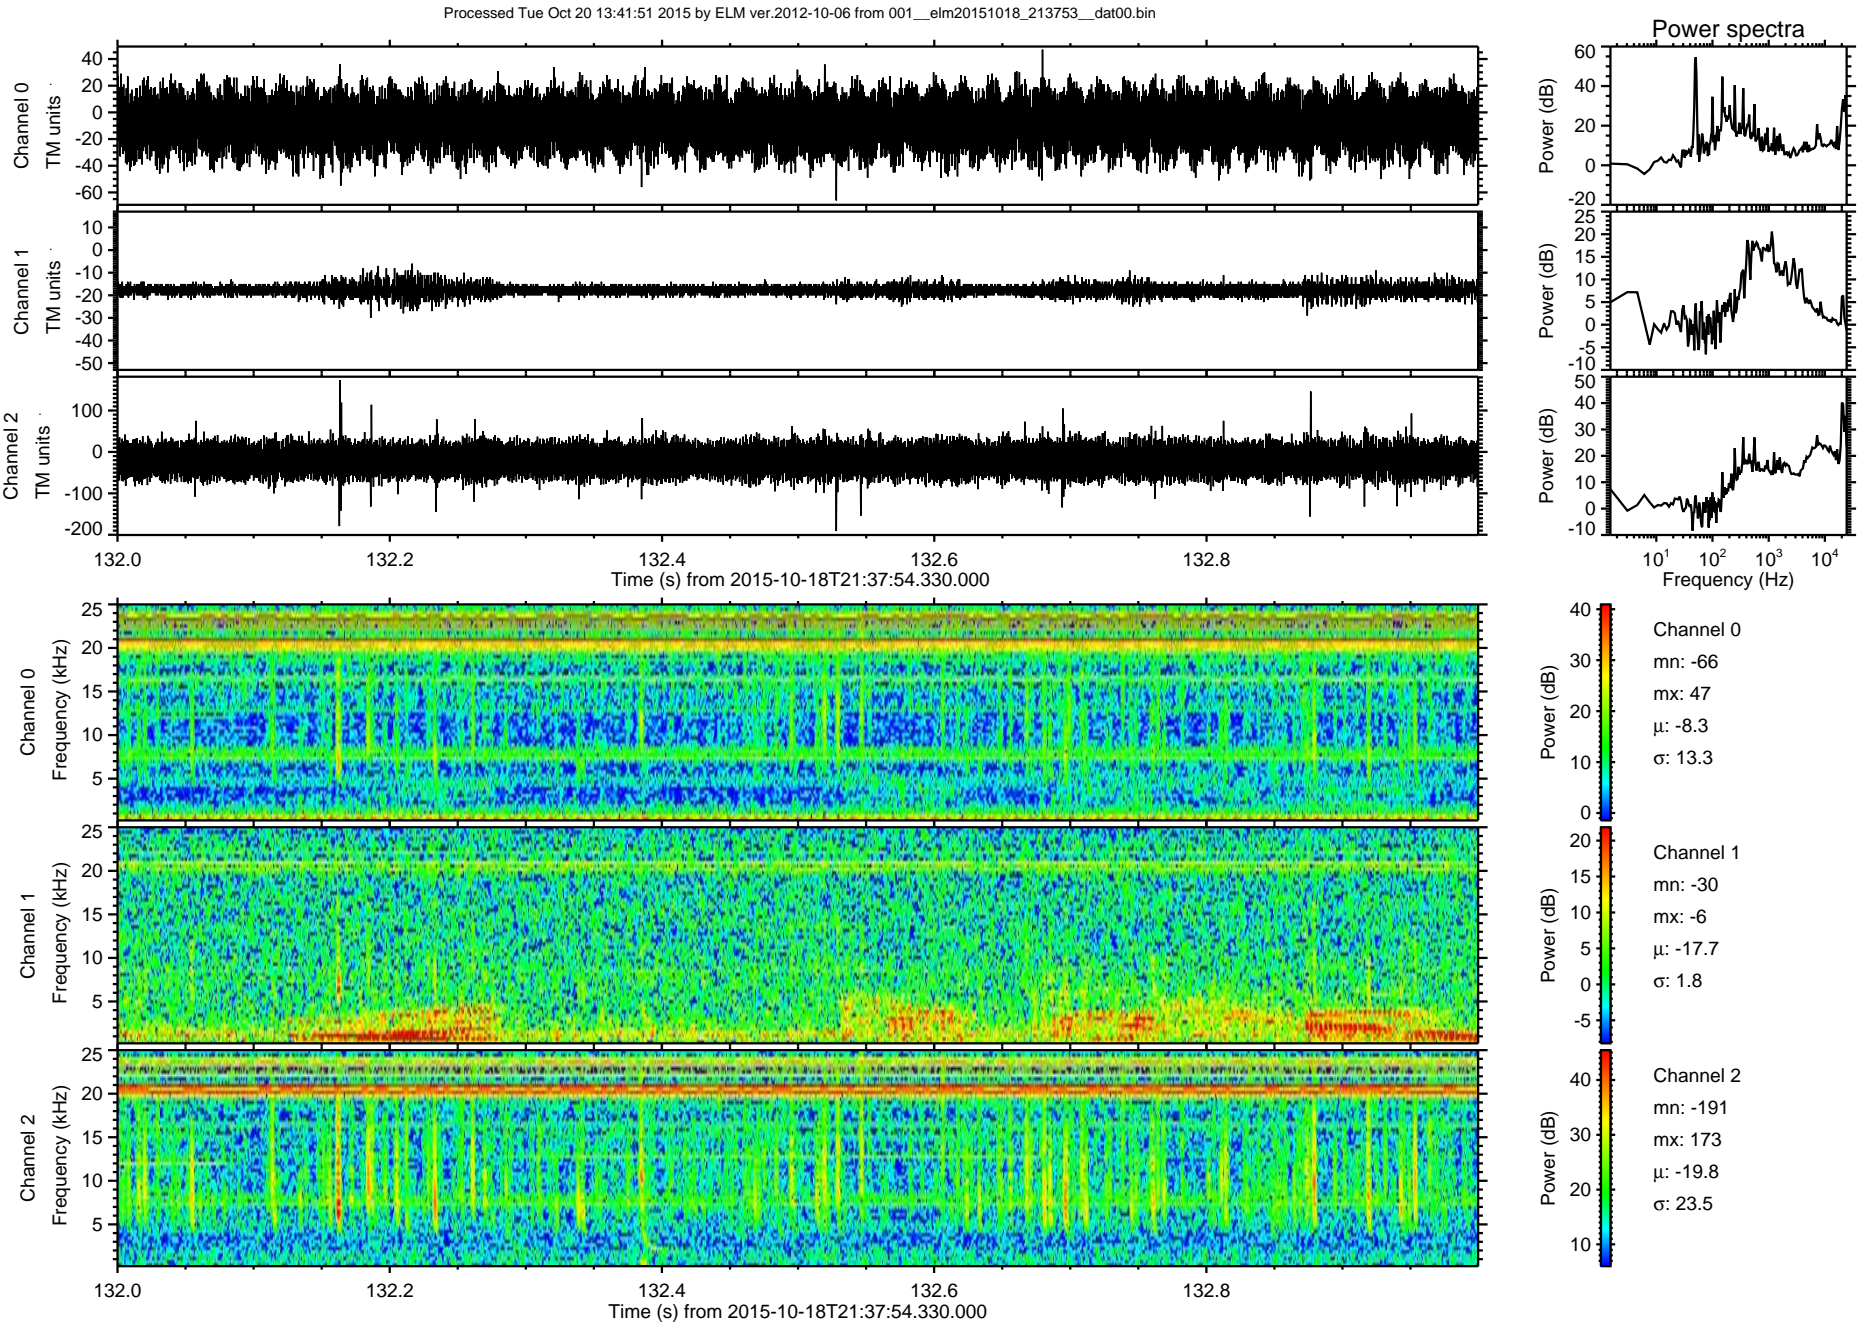 Processed Tue Oct 20 13:41:51 2015 by ELM ver.2012-10-06 from 001__elm20151018_213753__dat00.bin
Power spectra
Channel 0
TM units
40
20
0
-20
-40
-60
Power (dB)
60
40
20
0
-20
Channel 1
TM units
10
0
-10
-20
-30
-40
-50
Power (dB)
25
20
15
10
5
0
-5
-10
Channel 2
TM units
100
0
-100
-200
Power (dB)
50
40
30
20
10
0
-10
132.0 132.2 132.4 132.6 132.8
Time (s) from 2015-10-18T21:37:54.330.000
10¹ 10² 10³ 10⁴
Frequency (Hz)
Channel 0
Frequency (kHz)
25
20
15
10
5
Power (dB)
40
30
20
10
0
Channel 0
mn: -66
mx: 47
μ: -8.3
σ: 13.3
Channel 1
Frequency (kHz)
25
20
15
10
5
Power (dB)
20
15
10
5
0
-5
Channel 1
mn: -30
mx: -6
μ: -17.7
σ: 1.8
Channel 2
Frequency (kHz)
25
20
15
10
5
Power (dB)
40
30
20
10
Channel 2
mn: -191
mx: 173
μ: -19.8
σ: 23.5
132.0 132.2 132.4 132.6 132.8
Time (s) from 2015-10-18T21:37:54.330.000